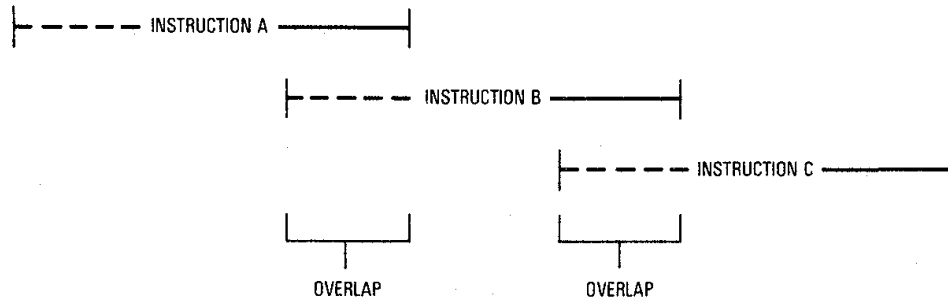 INSTRUCTION A
INSTRUCTION B
INSTRUCTION C
OVERLAP
OVERLAP